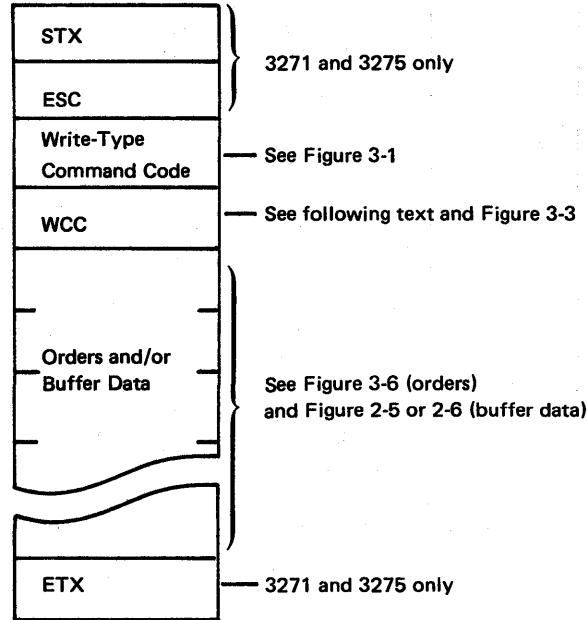 STX
3271 and 3275 only
ESC
Write-Type
Command Code
See Figure 3-1
WCC
See following text and Figure 3-3
Orders and/or
Buffer Data
See Figure 3-6 (orders)
and Figure 2-5 or 2-6 (buffer data)
ETX
3271 and 3275 only